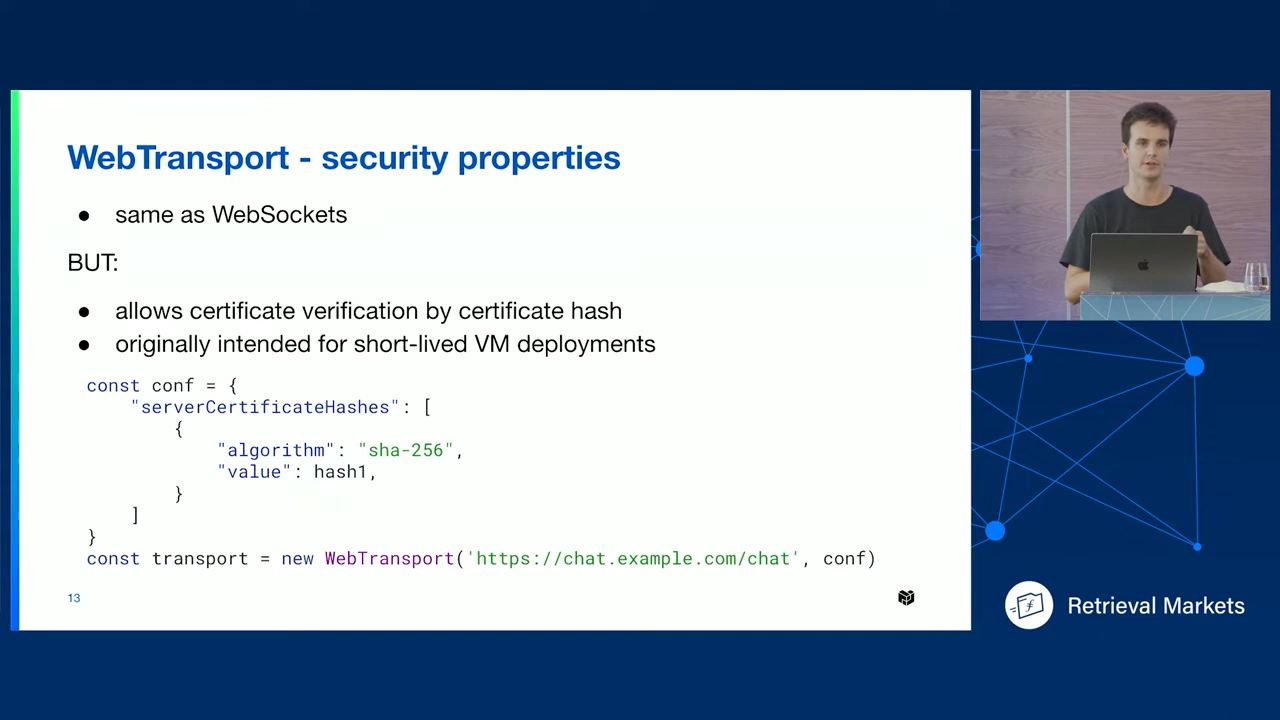 WebTransport - security properties
● same as WebSockets
BUT:
● allows certificate verification by certificate hash
● originally intended for short-lived VM deployments
const conf = {
    "serverCertificateHashes": [
        {
            "algorithm": "sha-256",
            "value": hash1,
        }
    ]
}
const transport = new WebTransport('https://chat.example.com/chat', conf)
13
Retrieval Markets